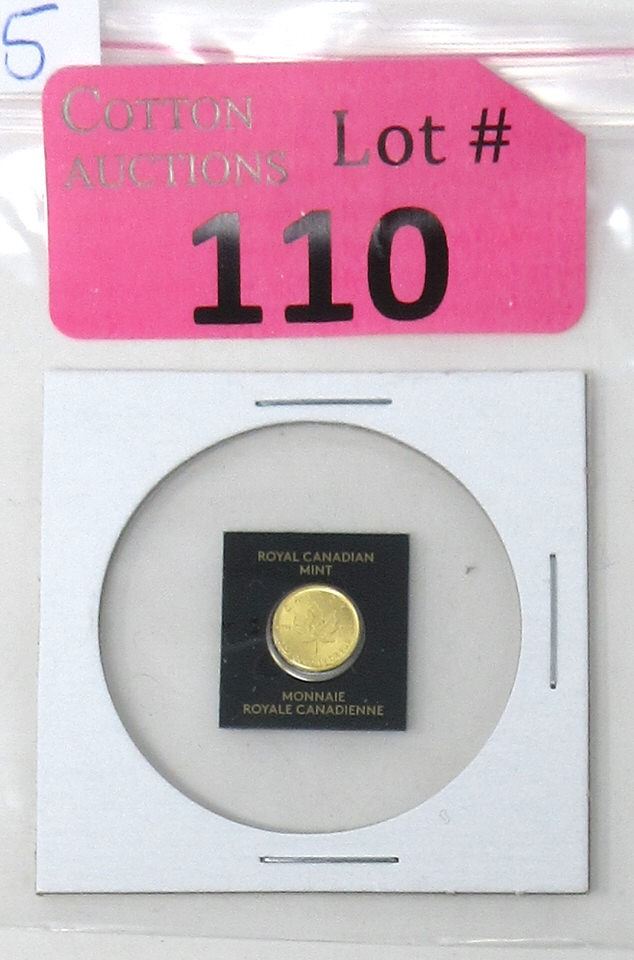 5
COTTON
AUCTIONS
Lot #
110
ROYAL CANADIAN
MINT
MONNAIE
ROYALE CANADIENNE